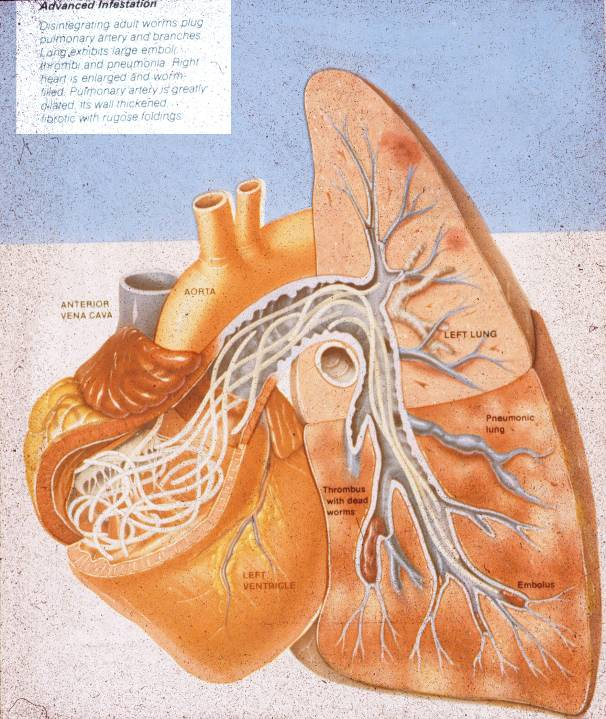 Advanced Infestation
Disintegrating adult worms plug
pulmonary artery and branches.
Lung exhibits large emboli,
thrombi and pneumonia. Right
heart is enlarged and worm-
filled. Pulmonary artery is greatly
dilated, its wall thickened,
fibrotic with rugose foldings.
ANTERIOR
VENA CAVA
AORTA
LEFT LUNG
Pneumonic
lung
Thrombus
with dead
worms
LEFT
VENTRICLE
Embolus